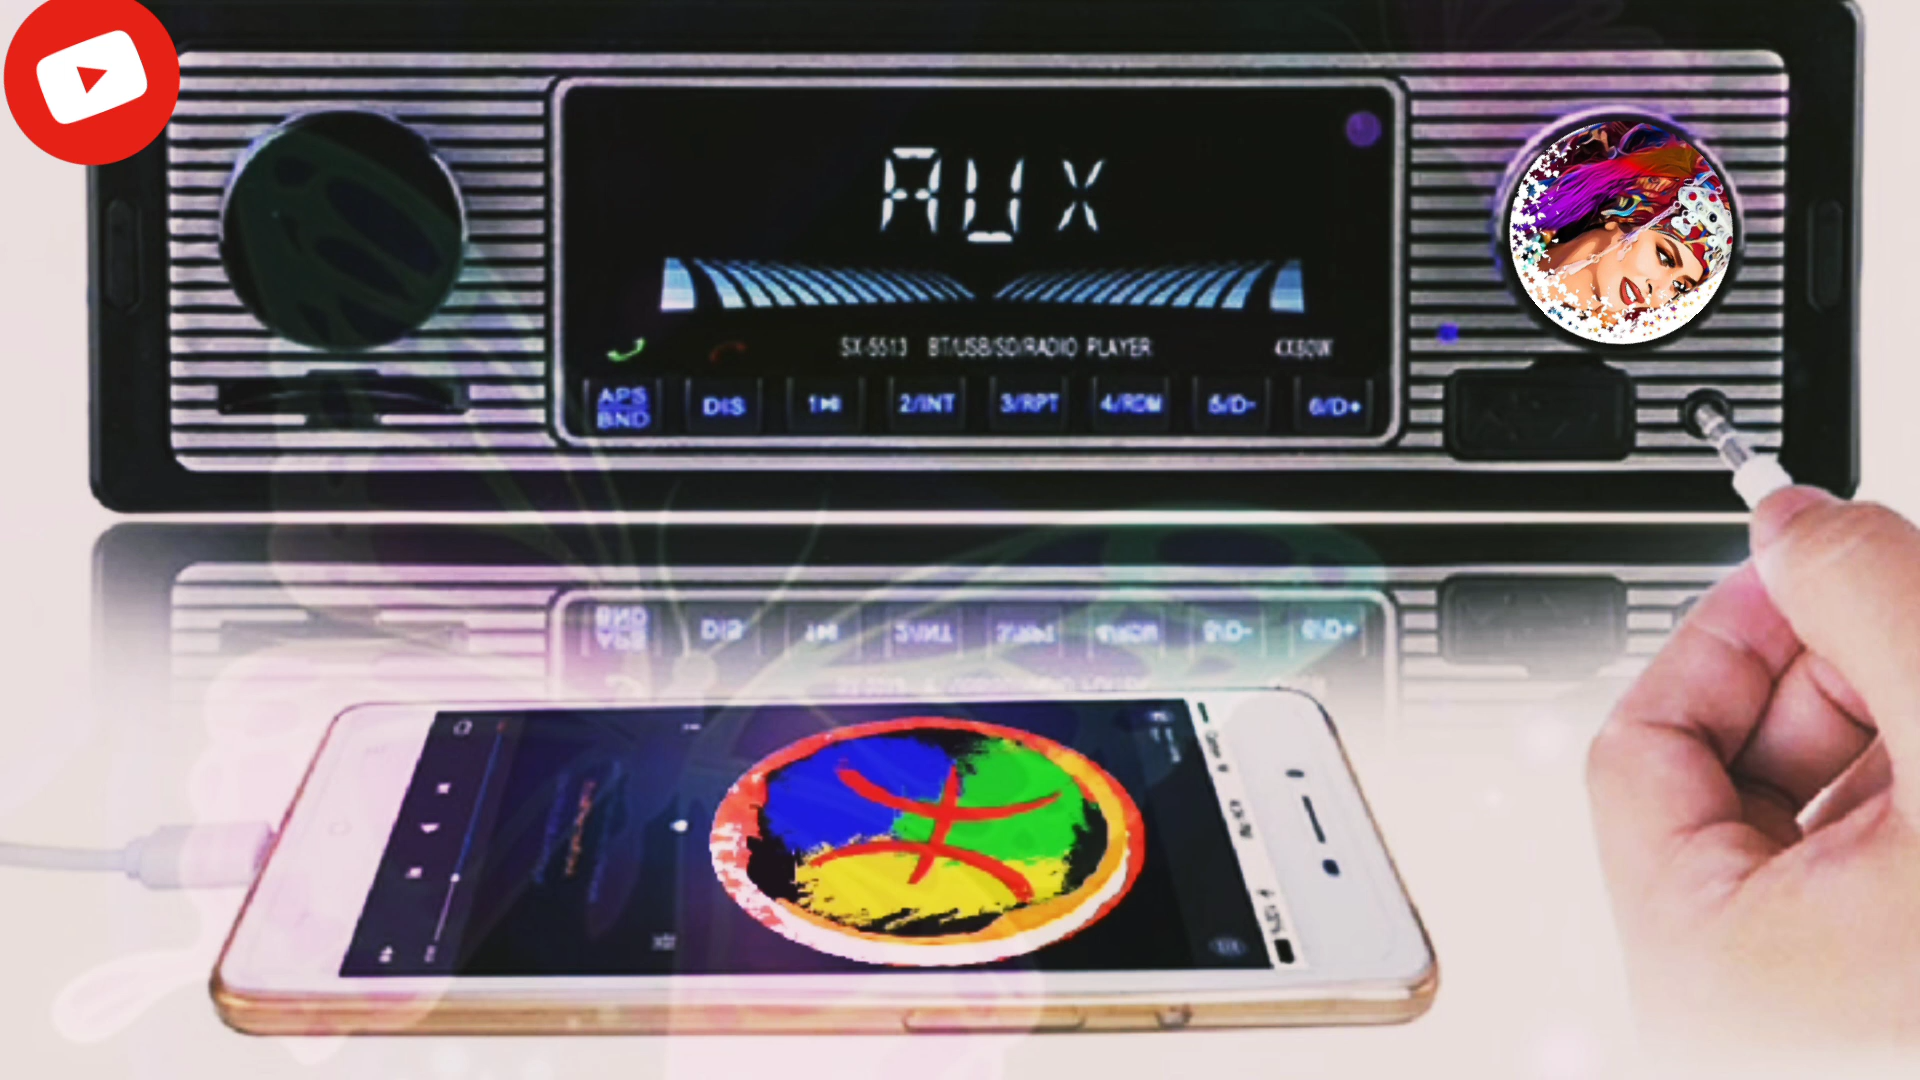 AUX
SX-5513 BT/USB/SD/RADIO PLAYER 4X60W
APS
BND DIS 1 2/INT 3/RPT 4/RDM 5/D- 6/D+